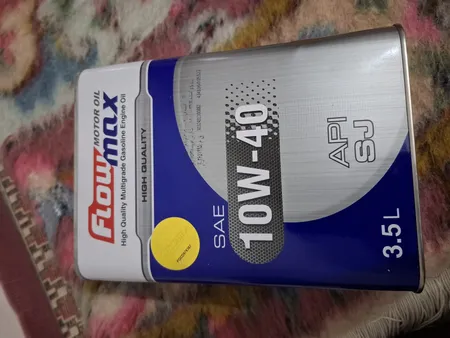 Flowmax
MOTOR OIL
High Quality Multigrade Gasoline Engine Oil
HIGH QUALITY
SAE
10W-40
API
SJ
3.5 L